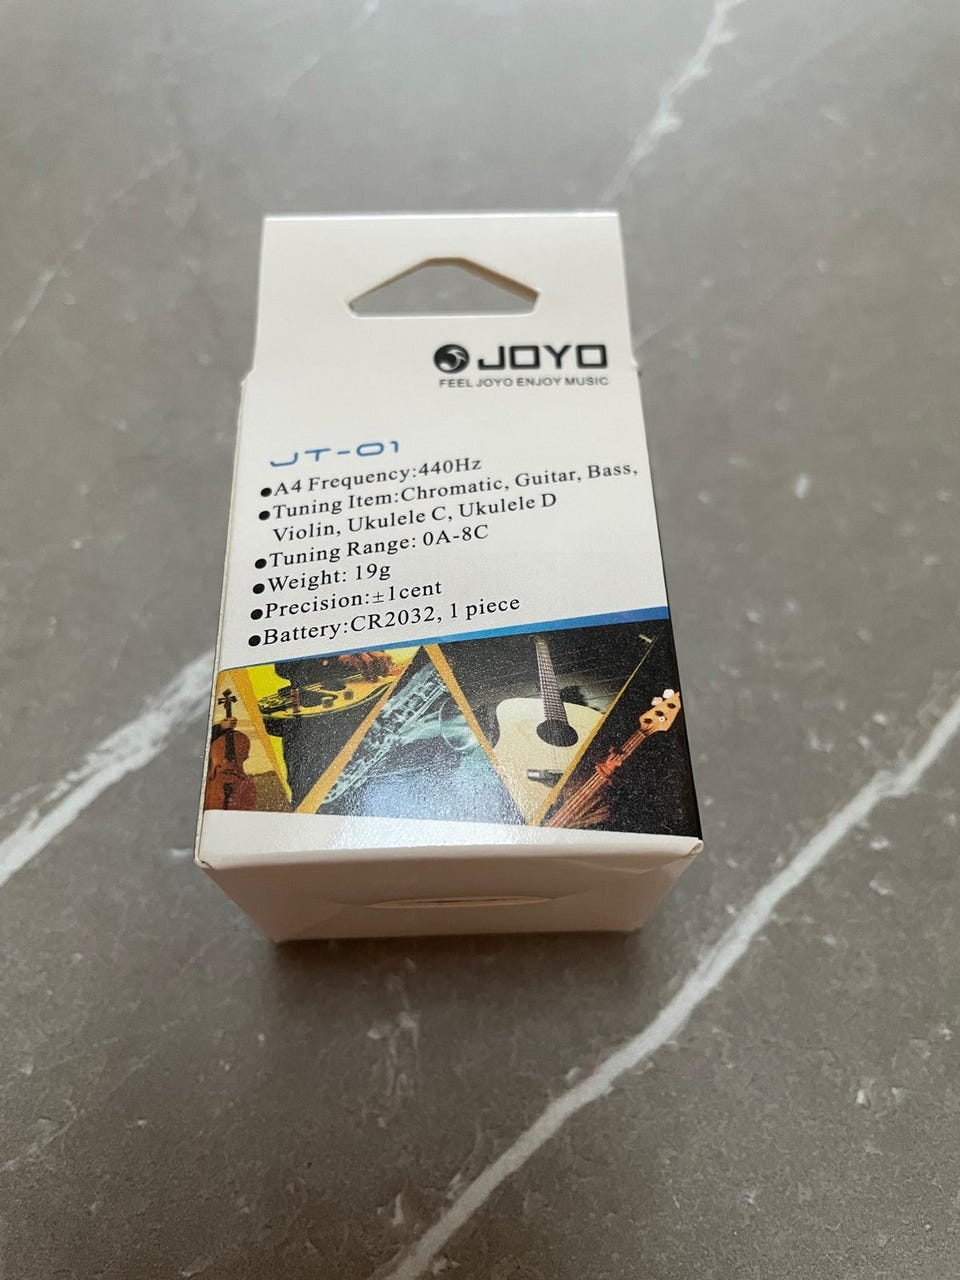 JOYO
FEEL JOYO ENJOY MUSIC
JT-01
●A4 Frequency:440Hz
●Tuning Item:Chromatic, Guitar, Bass,
Violin, Ukulele C, Ukulele D
●Tuning Range: 0A-8C
●Weight: 19g
●Precision:±1cent
●Battery:CR2032, 1 piece